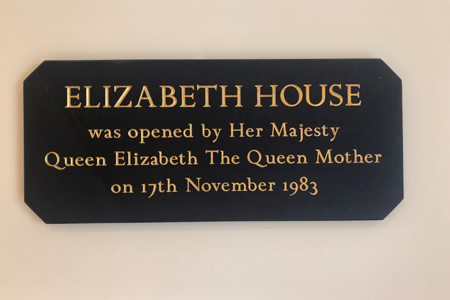 ELIZABETH HOUSE
was opened by Her Majesty
Queen Elizabeth The Queen Mother
on 17th November 1983